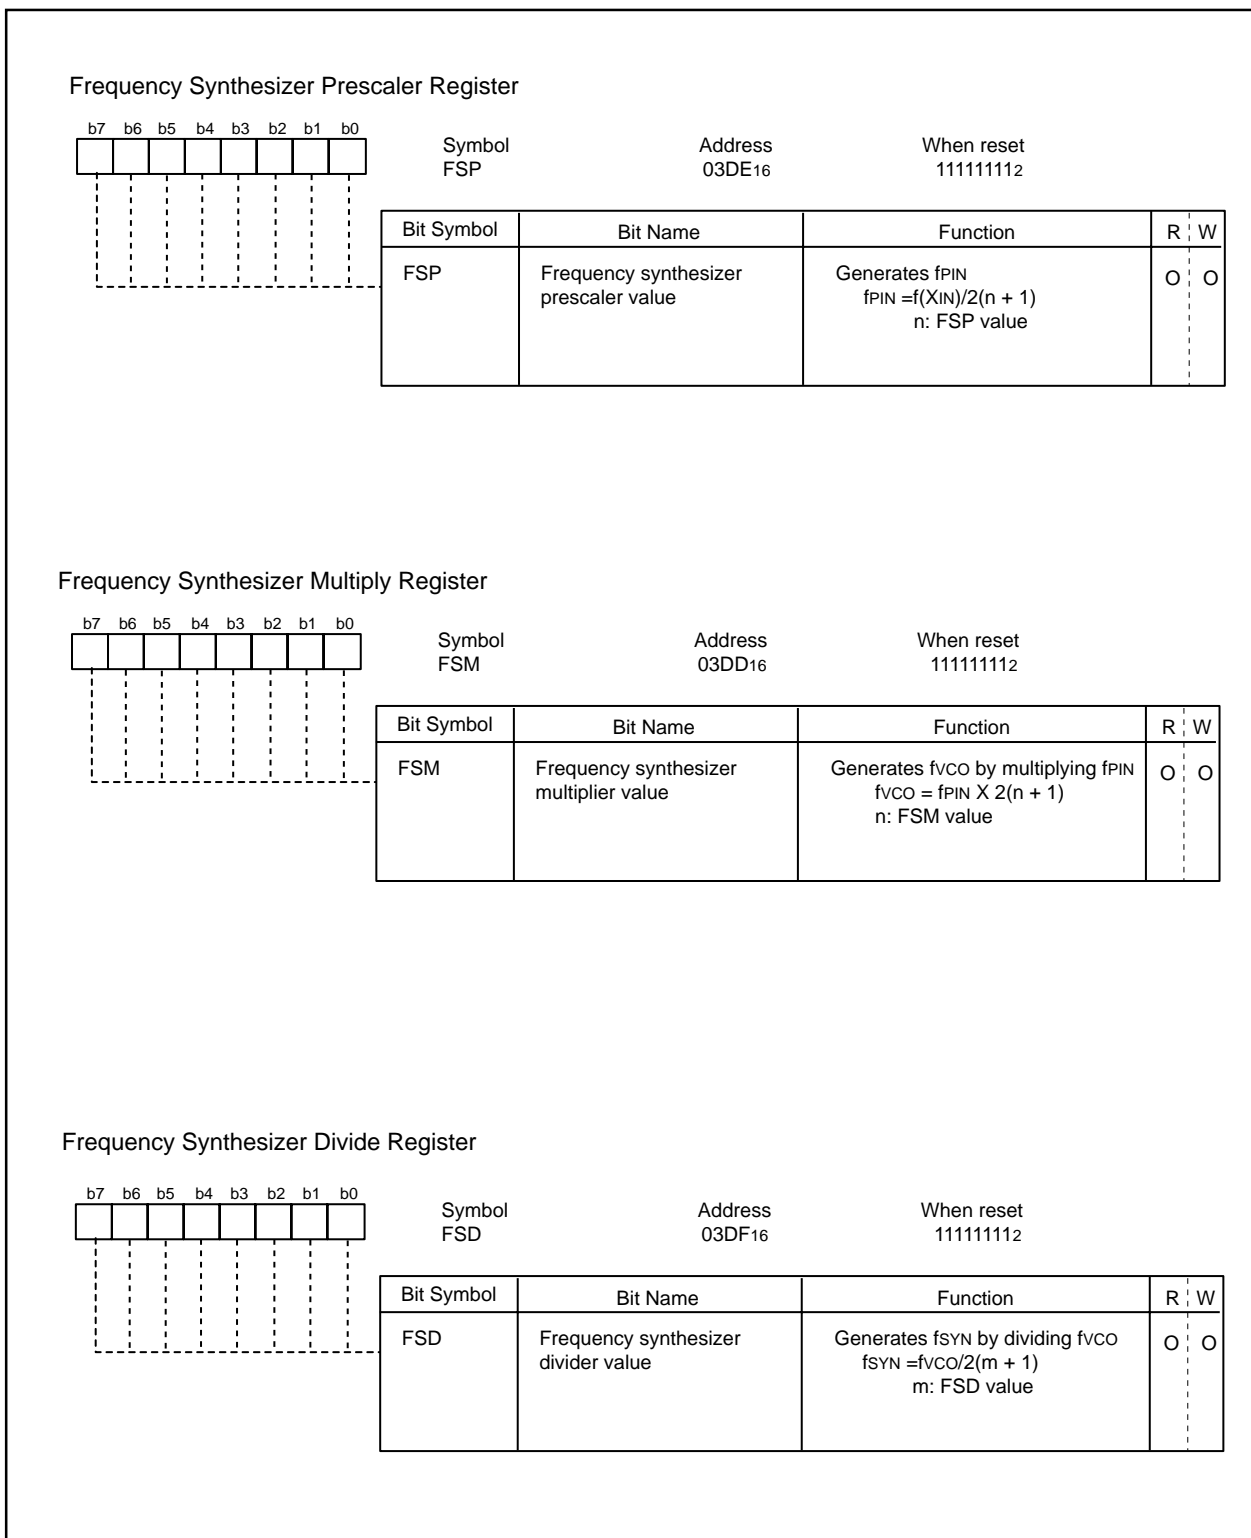 Frequency Synthesizer Prescaler Register
b7 b6 b5 b4 b3 b2 b1 b0
Symbol Address When reset
FSP 03DE16 111111112
Bit Symbol Bit Name Function R W
FSP Frequency synthesizer Generates fPIN O O
prescaler value fPIN =f(XIN)/2(n + 1)
n: FSP value
Frequency Synthesizer Multiply Register
b7 b6 b5 b4 b3 b2 b1 b0
Symbol Address When reset
FSM 03DD16 111111112
Bit Symbol Bit Name Function R W
FSM Frequency synthesizer Generates fVCO by multiplying fPIN O O
multiplier value fVCO = fPIN X 2(n + 1)
n: FSM value
Frequency Synthesizer Divide Register
b7 b6 b5 b4 b3 b2 b1 b0
Symbol Address When reset
FSD 03DF16 111111112
Bit Symbol Bit Name Function R W
FSD Frequency synthesizer Generates fSYN by dividing fVCO O O
divider value fSYN =fVCO/2(m + 1)
m: FSD value